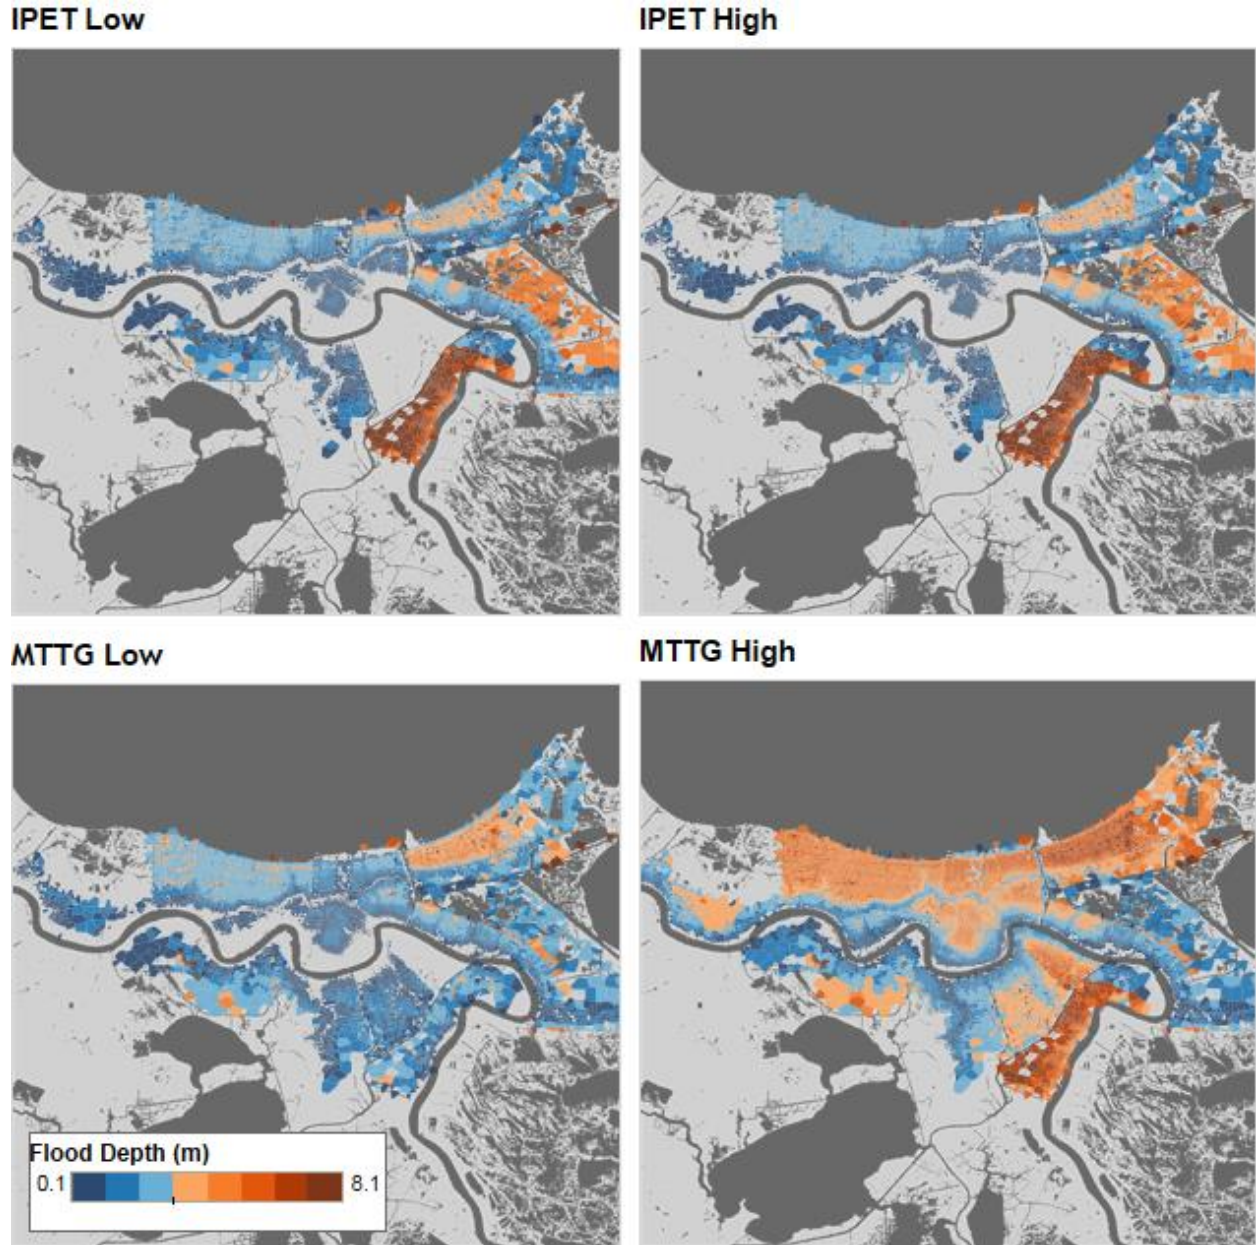 IPET Low
IPET High
MTTG Low
MTTG High
Flood Depth (m)
0.1 8.1